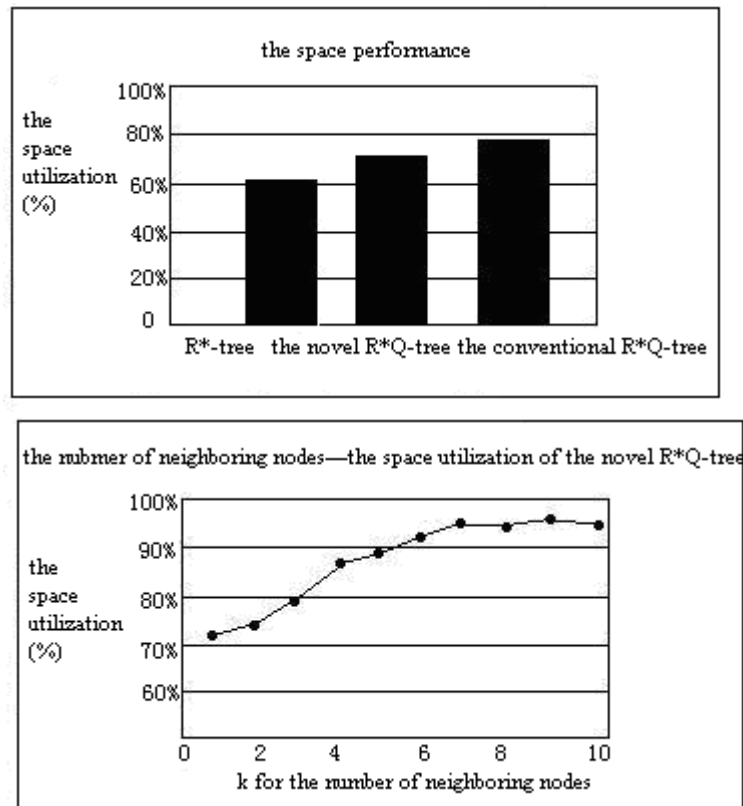 the space performance
the
space
utilization
(%)
100%
80%
60%
40%
20%
0
R*-tree the novel R*Q-tree the conventional R*Q-tree
the nubmer of neighboring nodes—the space utilization of the novel R*Q-tree
the
space
utilization
(%)
100%
90%
80%
70%
60%
0 2 4 6 8 10
k for the number of neighboring nodes